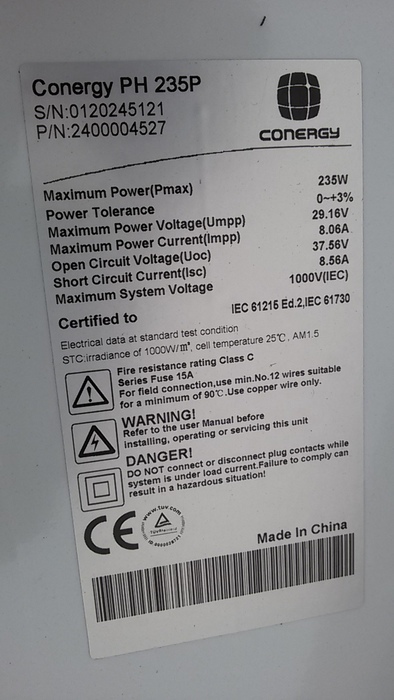 Conergy PH 235P
S/N:0120245121
P/N:2400004527
CONERGY
Maximum Power(Pmax) 235W
Power Tolerance 0~+3%
Maximum Power Voltage(Umpp) 29.16V
Maximum Power Current(Impp) 8.06A
Open Circuit Voltage(Uoc) 37.56V
Short Circuit Current(Isc) 8.56A
Maximum System Voltage 1000V(IEC)
Certified to IEC 61215 Ed.2,IEC 61730
Electrical data at standard test condition
STC:irradiance of 1000W/m², cell temperature 25℃, AM1.5
Fire resistance rating Class C
Series Fuse 15A
For field connection,use min.No.12 wires suitable
for a minimum of 90℃.Use copper wire only.
WARNING!
Refer to the user Manual before
installing, operating or servicing this unit
DANGER!
DO NOT connect or disconnect plug contacts while
system is under load current.Failure to comply can
result in a hazardous situation!
CE
www.tuv.com
Made In China